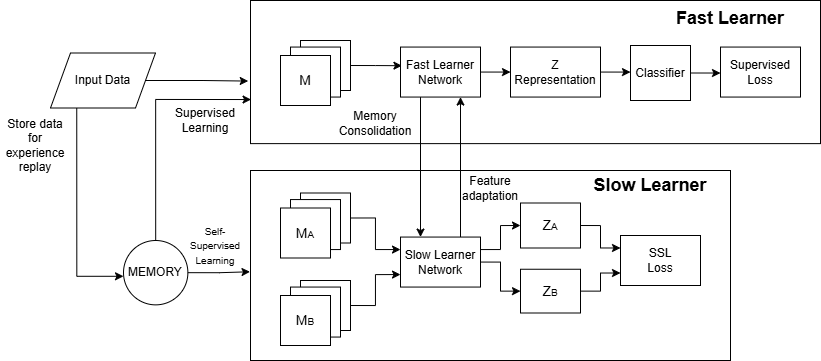 Fast Learner
Input Data
M
Fast Learner
Network
Z
Representation
Classifier
Supervised
Loss
Supervised
Learning
Memory
Consolidation
Store data
for
experience
replay
Feature
adaptation
Slow Learner
MA
ZA
Self-
Supervised
Learning
MEMORY
Slow Learner
Network
SSL
Loss
MB
ZB